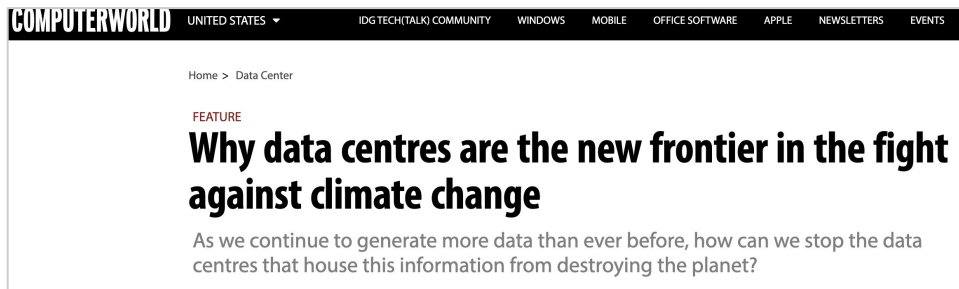 COMPUTERWORLD UNITED STATES IDG TECH(TALK) COMMUNITY WINDOWS MOBILE OFFICE SOFTWARE APPLE NEWSLETTERS EVENTS
Home > Data Center
FEATURE
Why data centres are the new frontier in the fight
against climate change
As we continue to generate more data than ever before, how can we stop the data
centres that house this information from destroying the planet?